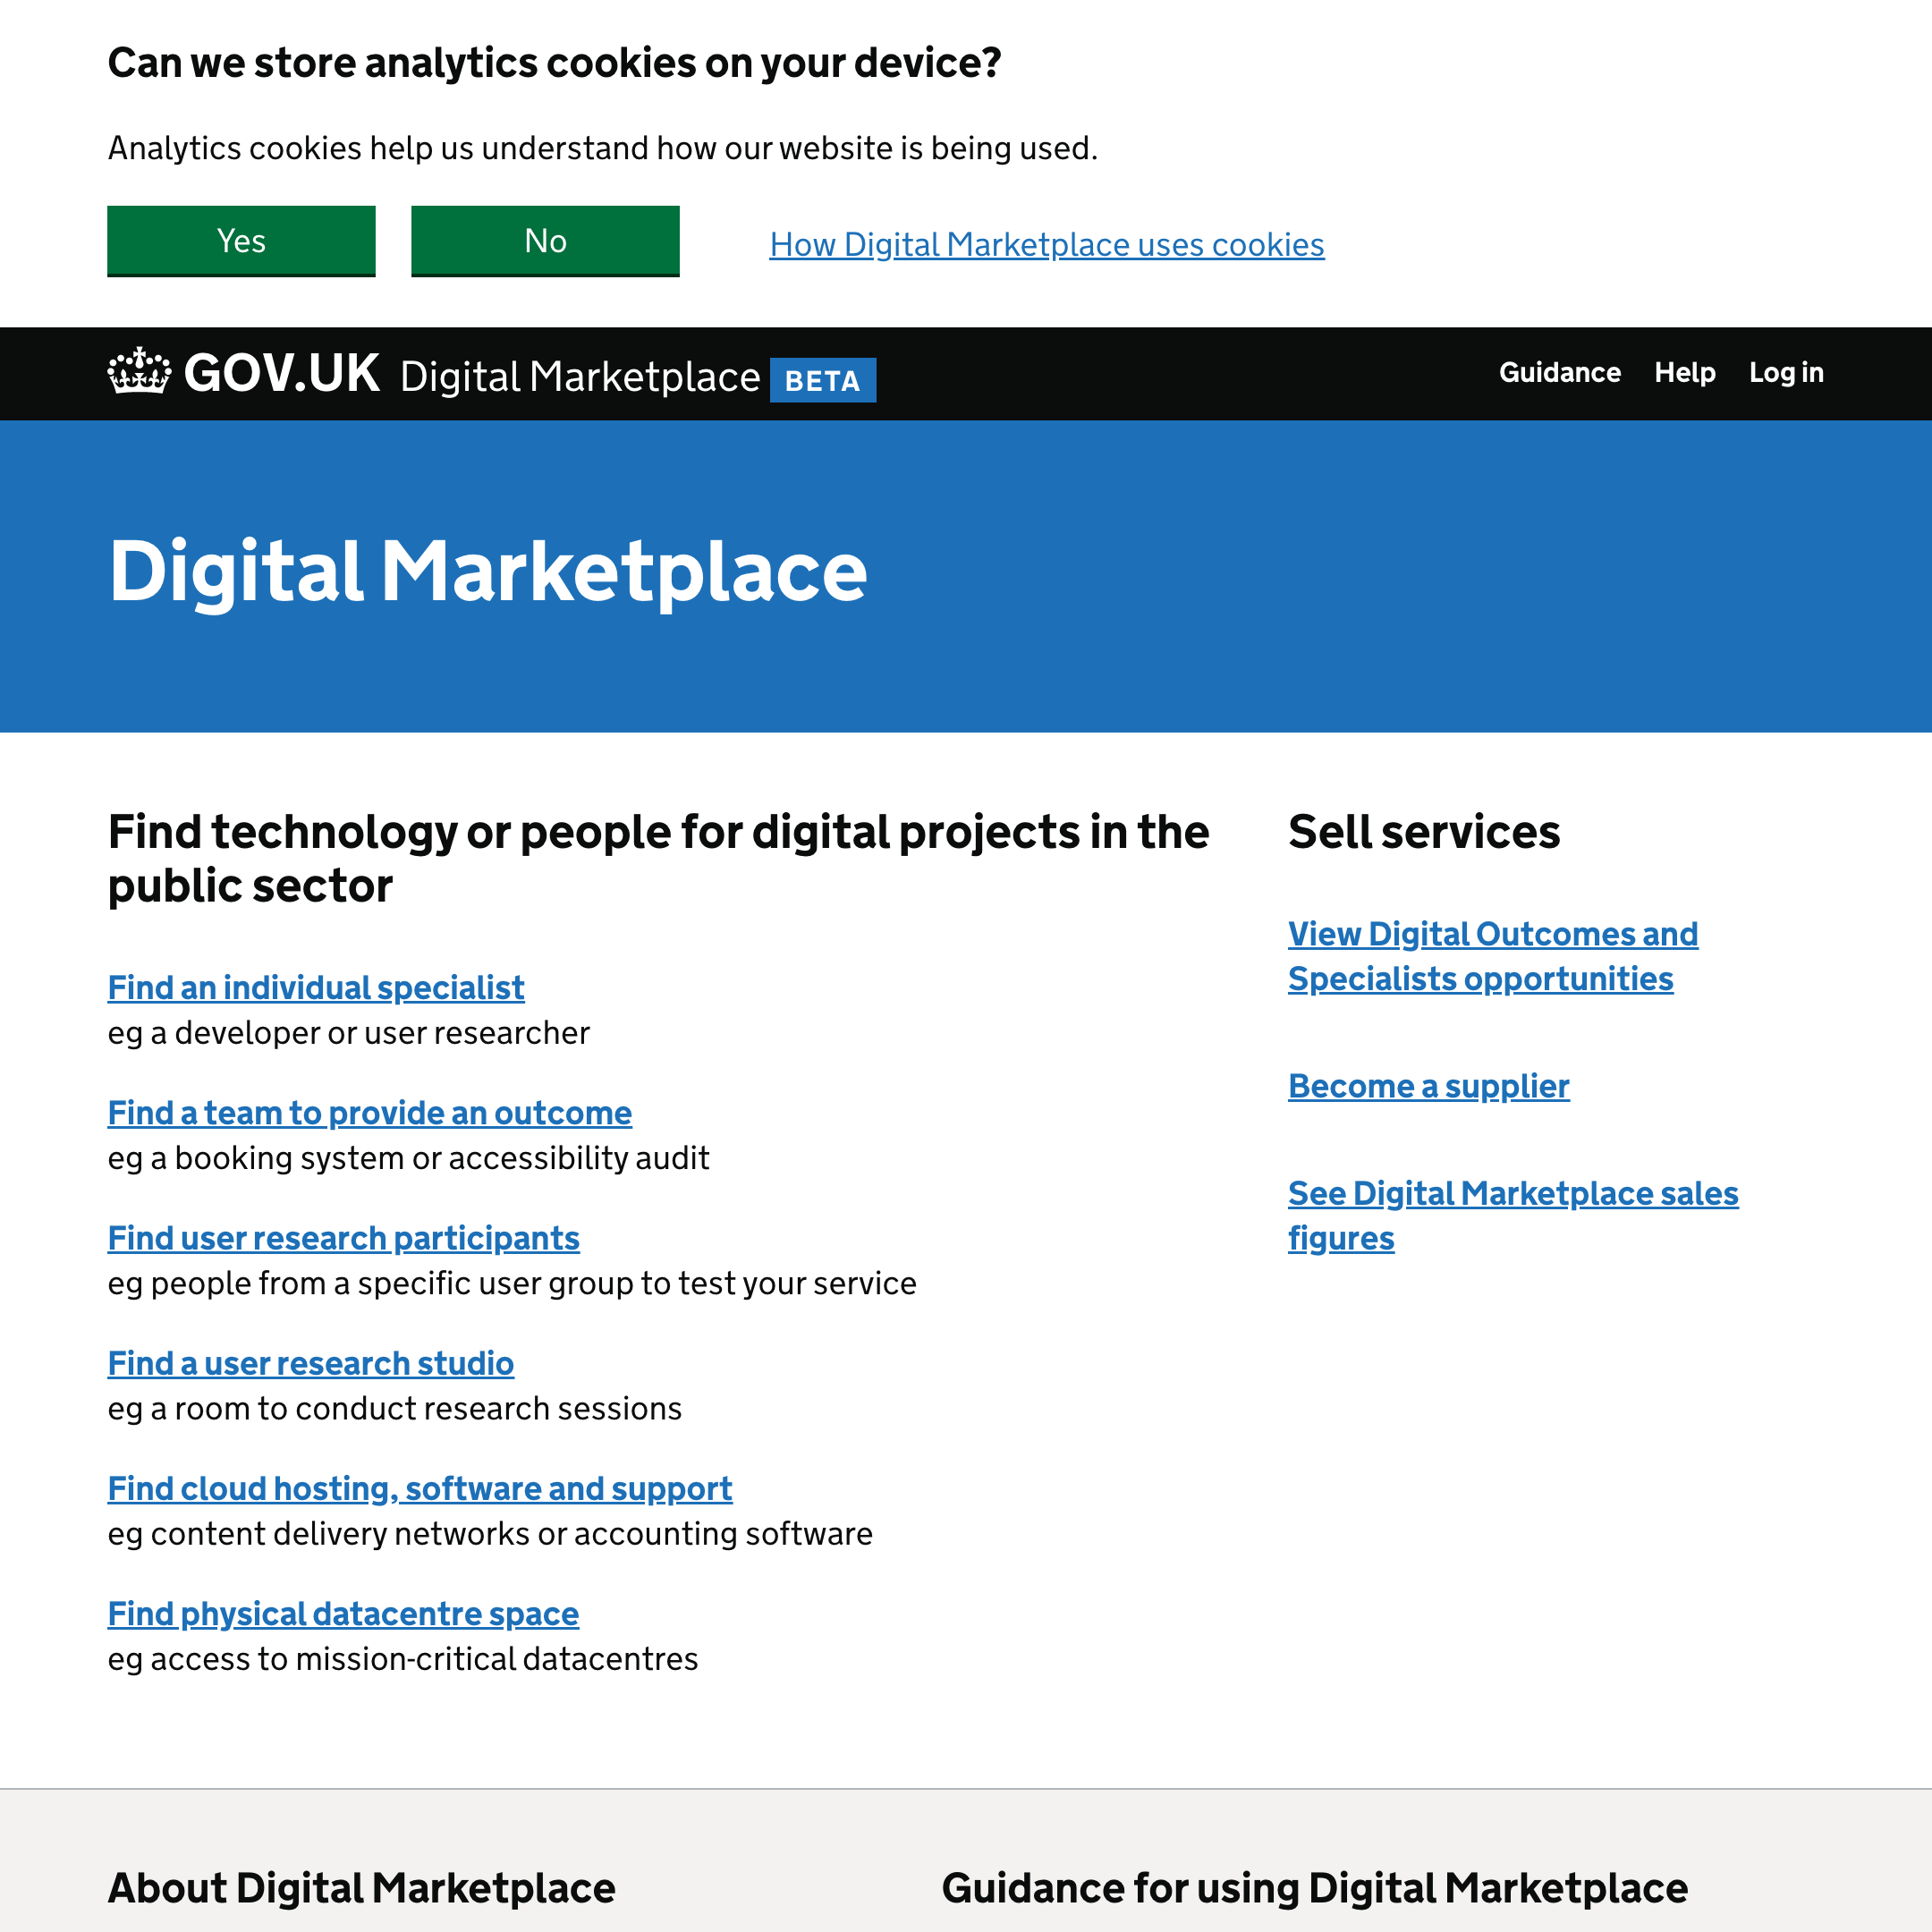 Can we store analytics cookies on your device?
Analytics cookies help us understand how our website is being used.
Yes
No
How Digital Marketplace uses cookies
GOV.UK Digital Marketplace BETA
Guidance
Help
Log in
Digital Marketplace
Find technology or people for digital projects in the
public sector
Find an individual specialist
eg a developer or user researcher
Find a team to provide an outcome
eg a booking system or accessibility audit
Find user research participants
eg people from a specific user group to test your service
Find a user research studio
eg a room to conduct research sessions
Find cloud hosting, software and support
eg content delivery networks or accounting software
Find physical datacentre space
eg access to mission-critical datacentres
Sell services
View Digital Outcomes and
Specialists opportunities
Become a supplier
See Digital Marketplace sales
figures
About Digital Marketplace
Guidance for using Digital Marketplace